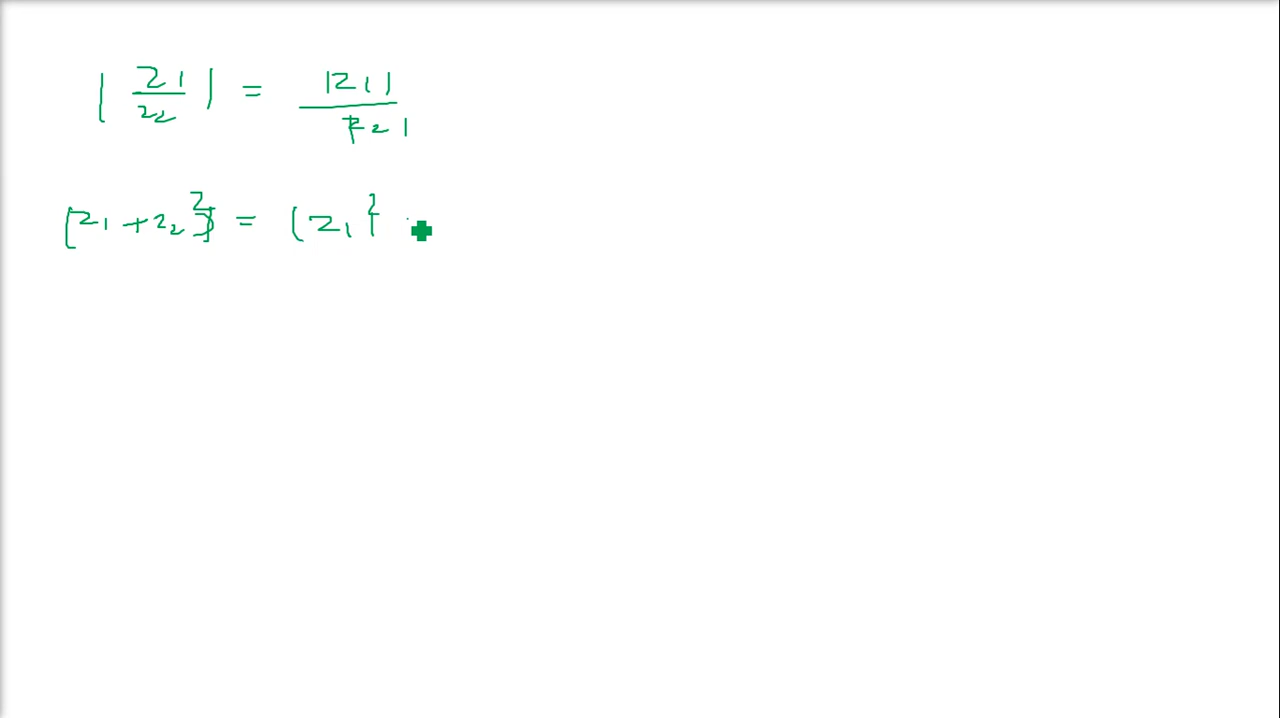 | z1/z2 | = |z1|/|z2|
|z1 + z2|² = |z1|²